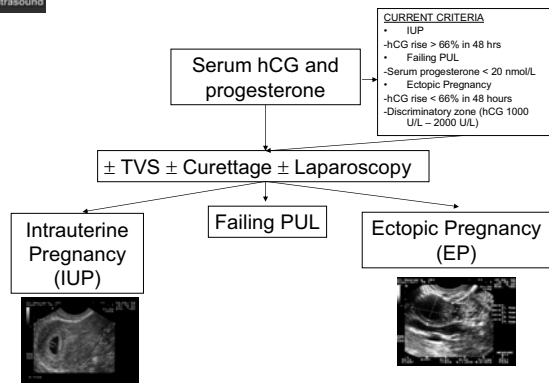 trasound
CURRENT CRITERIA
• IUP
-hCG rise > 66% in 48 hrs
• Failing PUL
-Serum progesterone < 20 nmol/L
• Ectopic Pregnancy
-hCG rise < 66% in 48 hours
-Discriminatory zone (hCG 1000
U/L – 2000 U/L)
Serum hCG and
progesterone
± TVS ± Curettage ± Laparoscopy
Intrauterine
Pregnancy
(IUP)
Failing PUL
Ectopic Pregnancy
(EP)